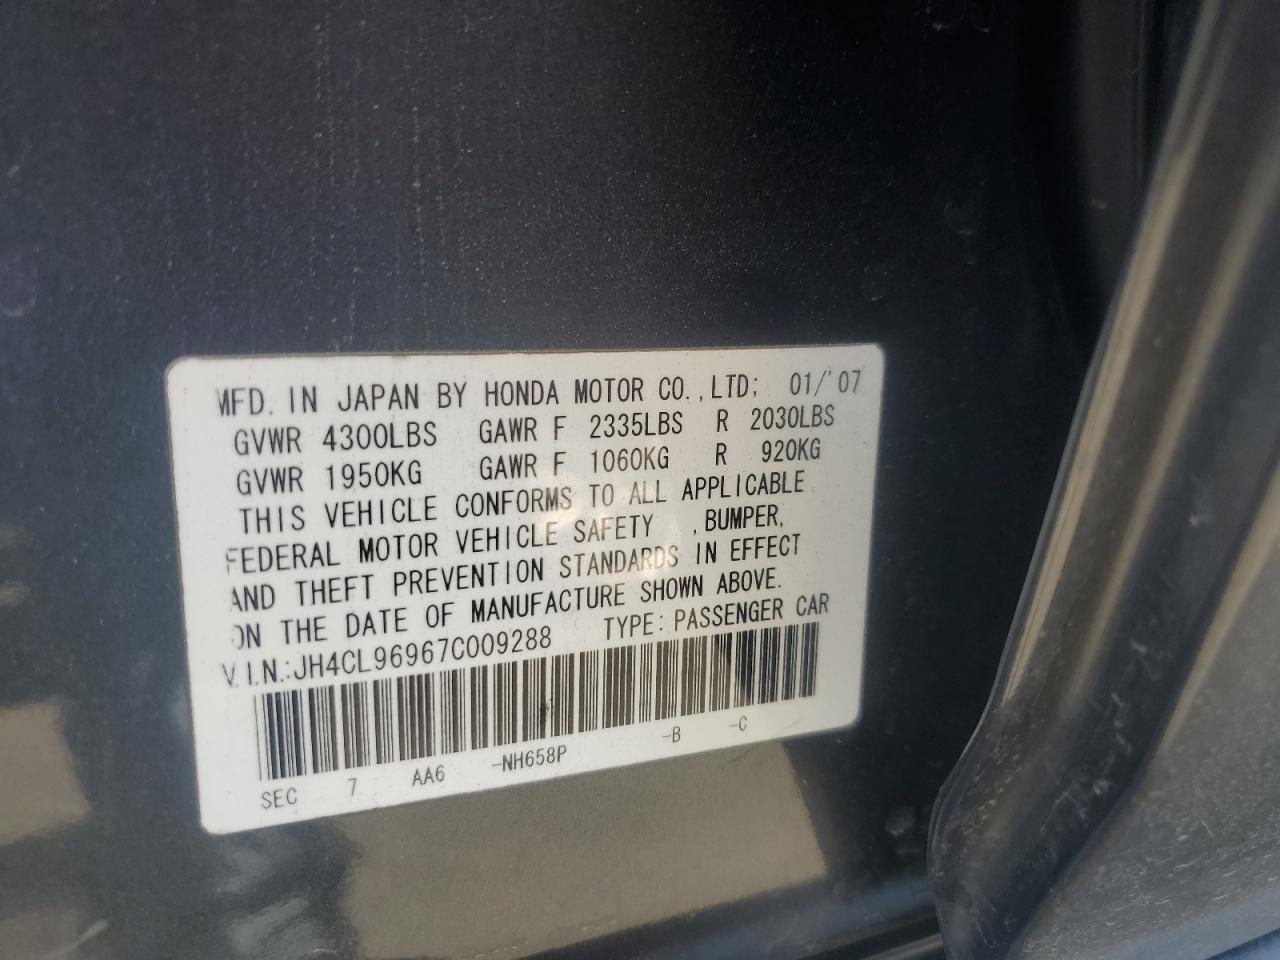 MFD. IN JAPAN BY HONDA MOTOR CO., LTD; 01/'07
GVWR 4300LBS GAWR F 2335LBS R 2030LBS
GVWR 1950KG GAWR F 1060KG R 920KG
THIS VEHICLE CONFORMS TO ALL APPLICABLE
FEDERAL MOTOR VEHICLE SAFETY , BUMPER,
AND THEFT PREVENTION STANDARDS IN EFFECT
ON THE DATE OF MANUFACTURE SHOWN ABOVE.
V.I.N.:JH4CL96967C009288 TYPE: PASSENGER CAR
SEC 7 AA6 -NH658P -B -C